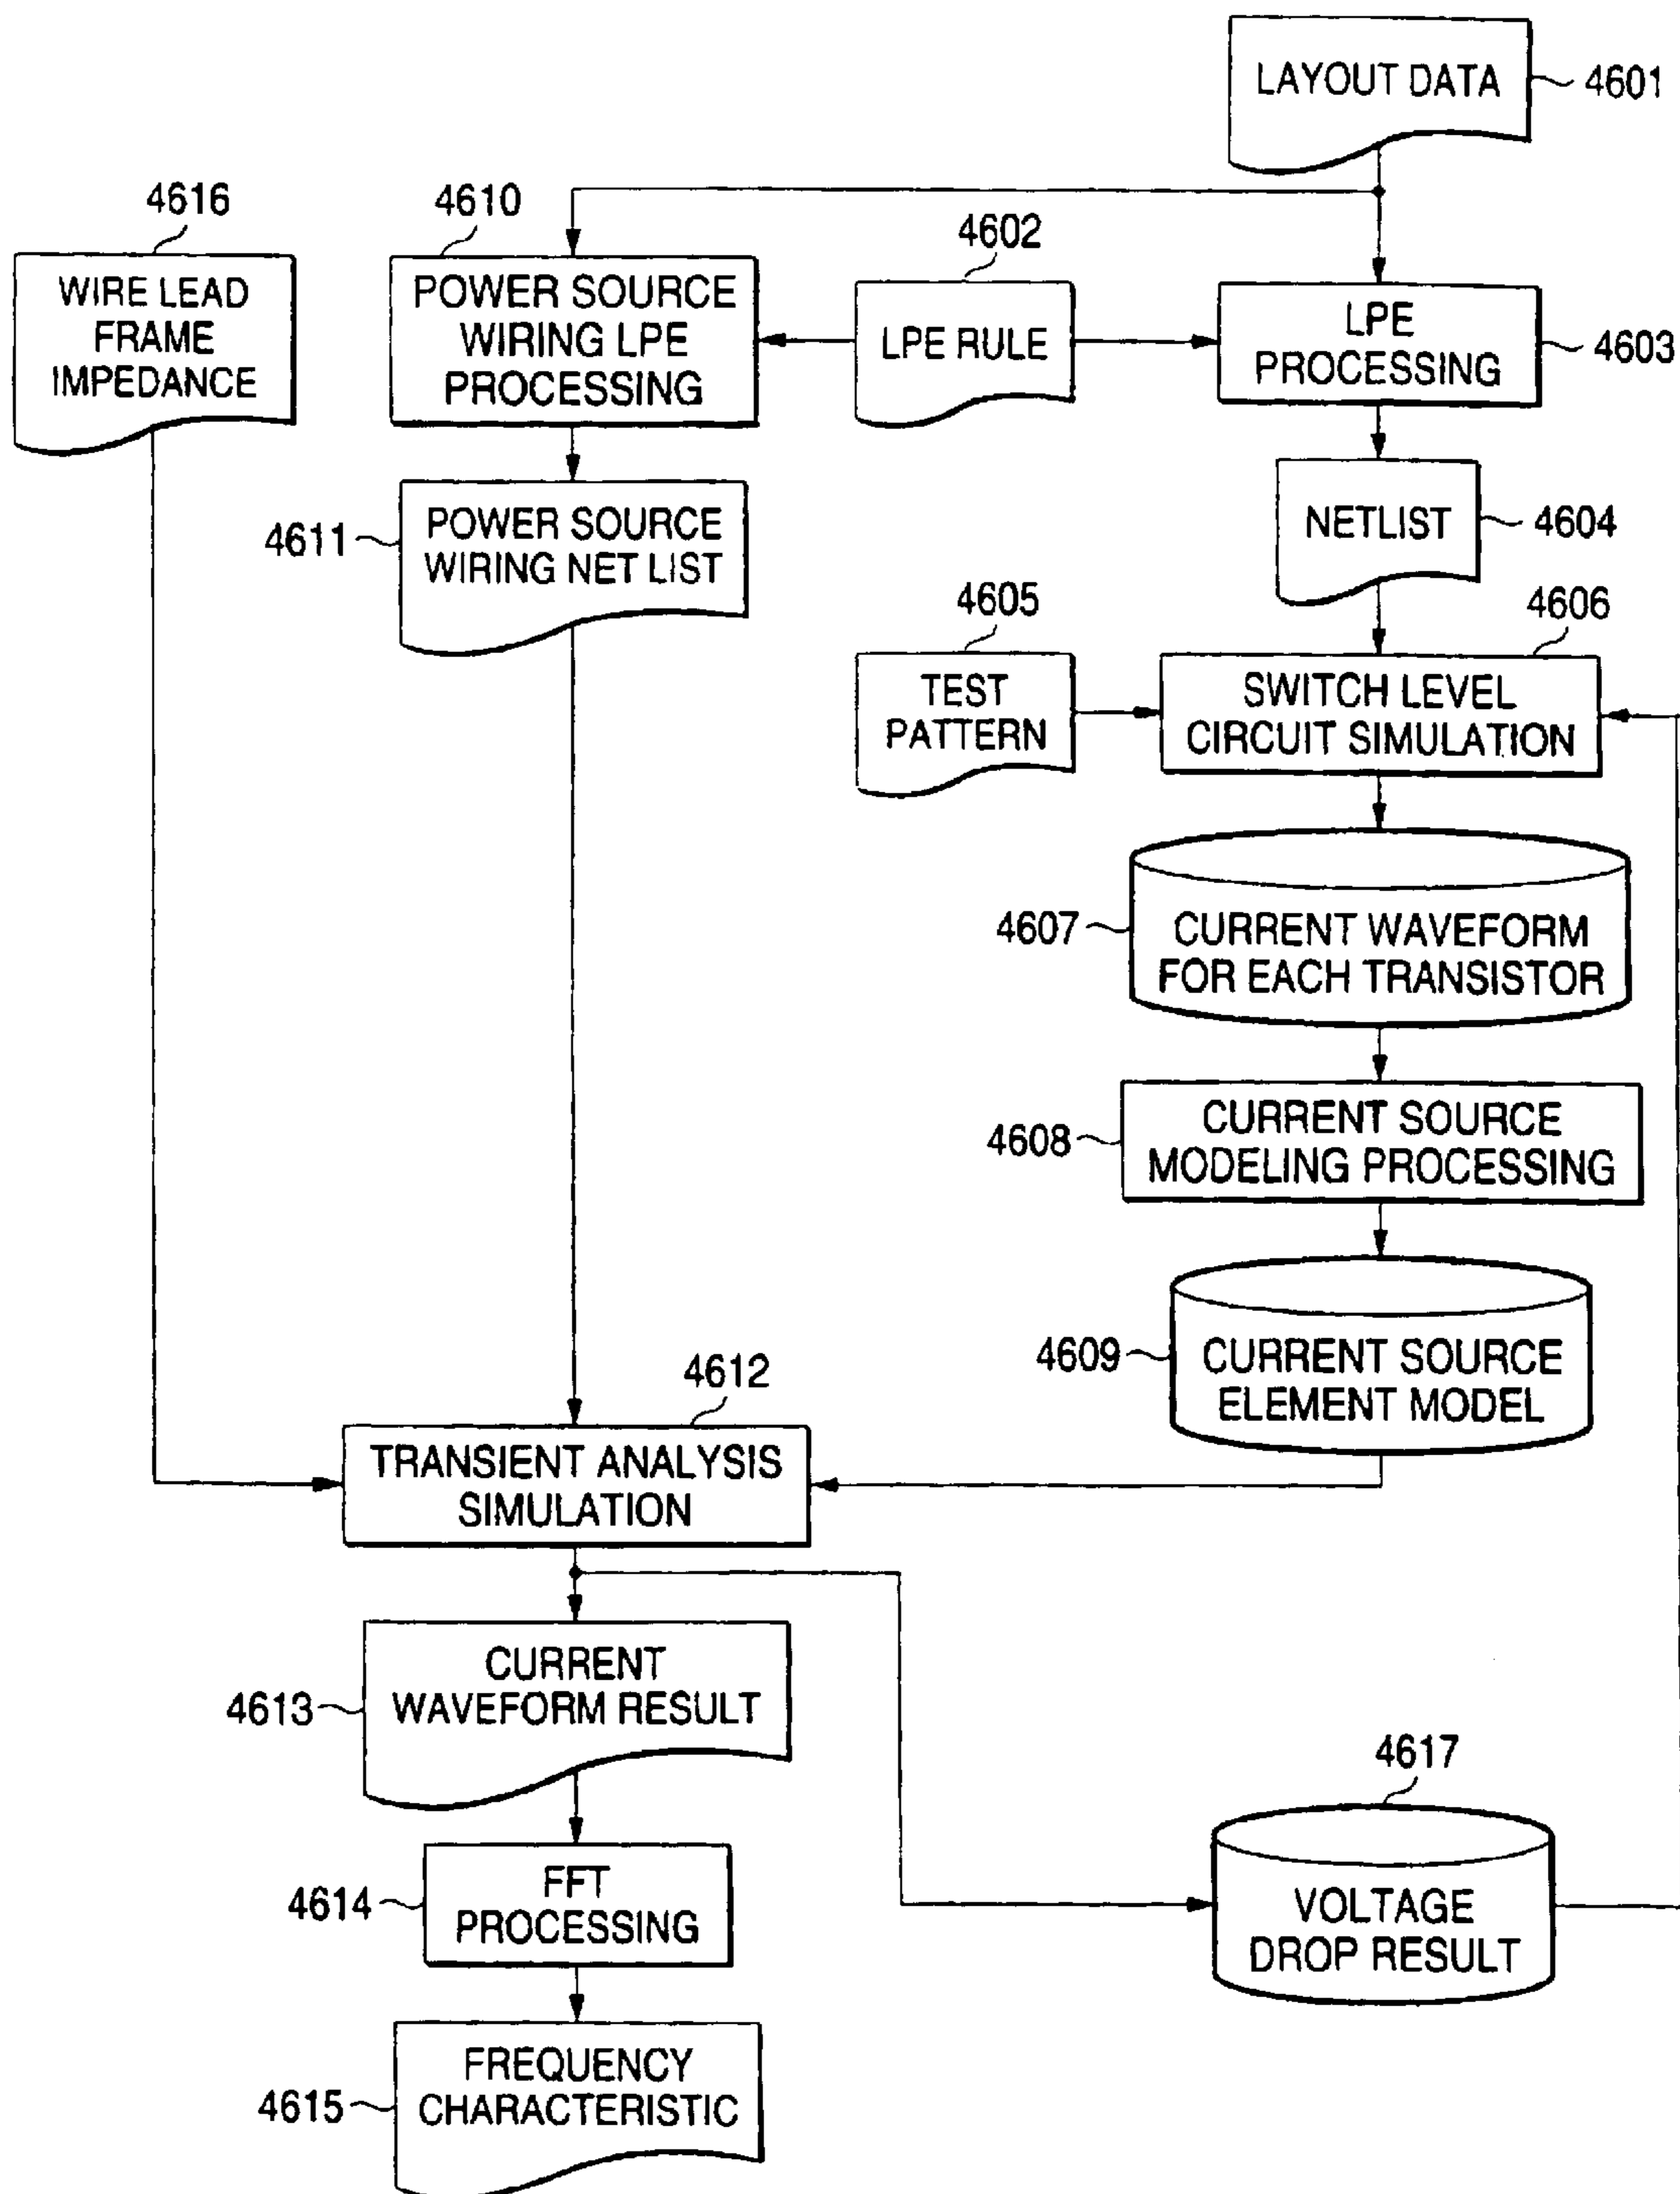 LAYOUT DATA
4601
4616
4610
4602
WIRE LEAD
FRAME
IMPEDANCE
POWER SOURCE
WIRING LPE
PROCESSING
LPE RULE
LPE
PROCESSING
4603
4611
POWER SOURCE
WIRING NET LIST
NETLIST
4604
4605
4606
TEST
PATTERN
SWITCH LEVEL
CIRCUIT SIMULATION
4607
CURRENT WAVEFORM
FOR EACH TRANSISTOR
4608
CURRENT SOURCE
MODELING PROCESSING
4609
CURRENT SOURCE
ELEMENT MODEL
4612
TRANSIENT ANALYSIS
SIMULATION
4613
CURRENT
WAVEFORM RESULT
4617
4614
FFT
PROCESSING
VOLTAGE
DROP RESULT
4615
FREQUENCY
CHARACTERISTIC